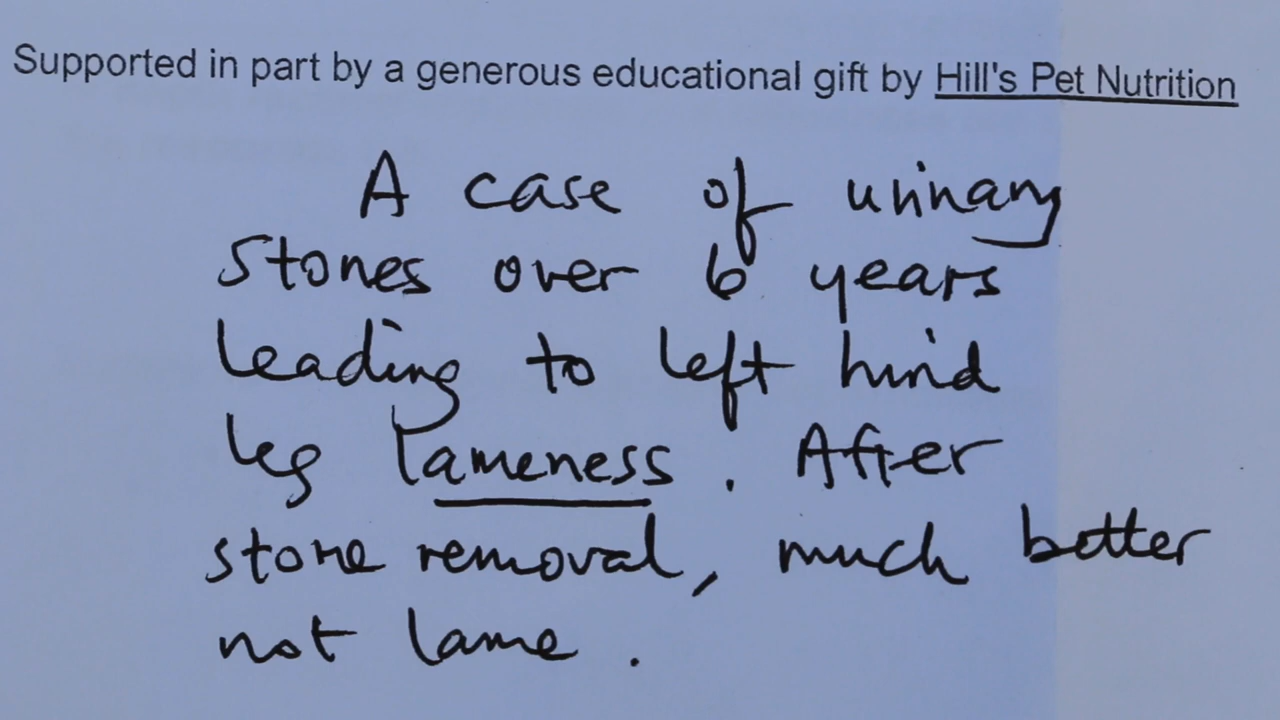 Supported in part by a generous educational gift by Hill's Pet Nutrition
A case of urinary
stones over 6 years
leading to left hind
leg lameness. After
stone removal, much better
not lame.